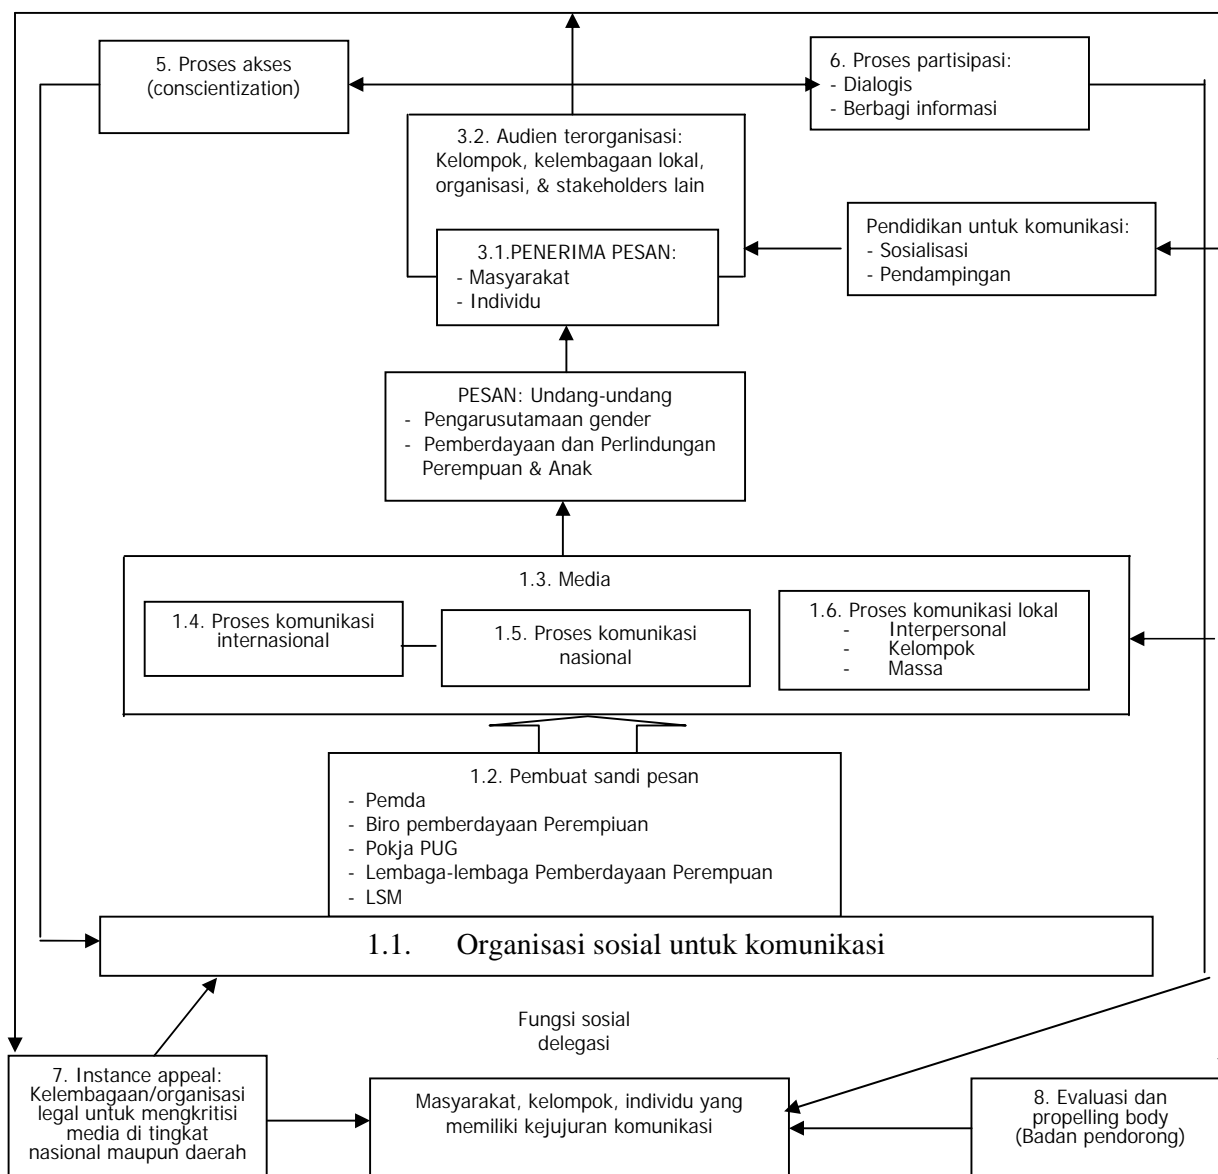 5. Proses akses
(conscientization)
6. Proses partisipasi:
- Dialogis
- Berbagi informasi
3.2. Audien terorganisasi:
Kelompok, kelembagaan lokal,
organisasi, & stakeholders lain
Pendidikan untuk komunikasi:
- Sosialisasi
- Pendampingan
3.1.PENERIMA PESAN:
- Masyarakat
- Individu
PESAN: Undang-undang
- Pengarusutamaan gender
- Pemberdayaan dan Perlindungan
Perempuan & Anak
1.3. Media
1.4. Proses komunikasi
internasional
1.5. Proses komunikasi
nasional
1.6. Proses komunikasi lokal
- Interpersonal
- Kelompok
- Massa
1.2. Pembuat sandi pesan
- Pemda
- Biro pemberdayaan Perempiuan
- Pokja PUG
- Lembaga-lembaga Pemberdayaan Perempuan
- LSM
1.1. Organisasi sosial untuk komunikasi
Fungsi sosial
delegasi
7. Instance appeal:
Kelembagaan/organisasi
legal untuk mengkritisi
media di tingkat
nasional maupun daerah
Masyarakat, kelompok, individu yang
memiliki kejujuran komunikasi
8. Evaluasi dan
propelling body
(Badan pendorong)